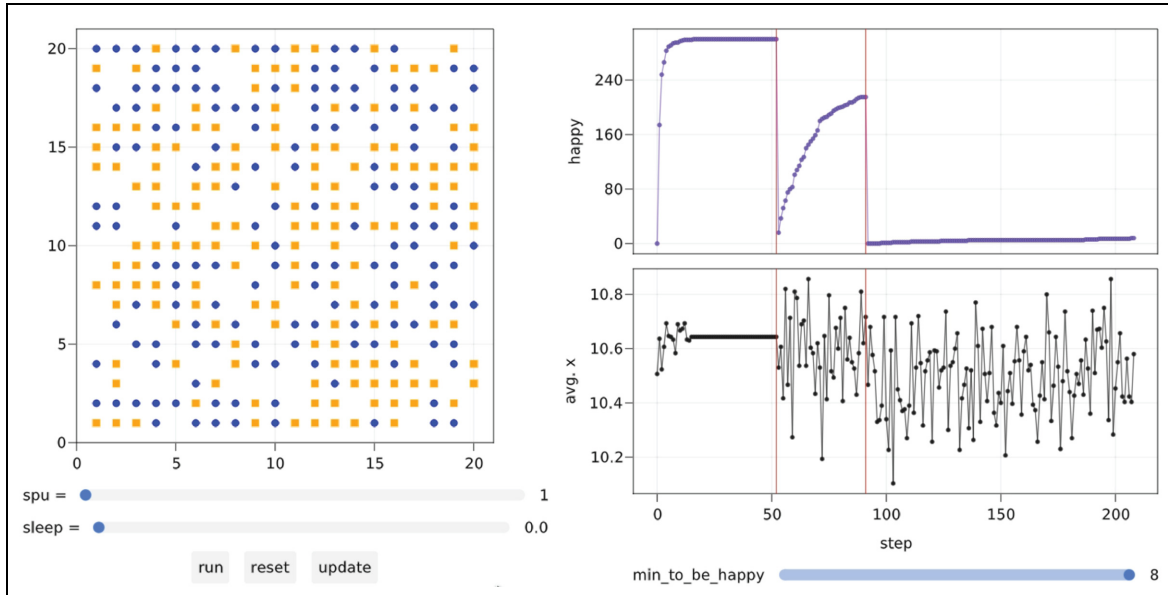 20
15
10
5
0
0 5 10 15 20
spu = 1
sleep = 0.0
run reset update
happy
240
160
80
0
avg. x
10.8
10.6
10.4
10.2
0 50 100 150 200
step
min_to_be_happy 8